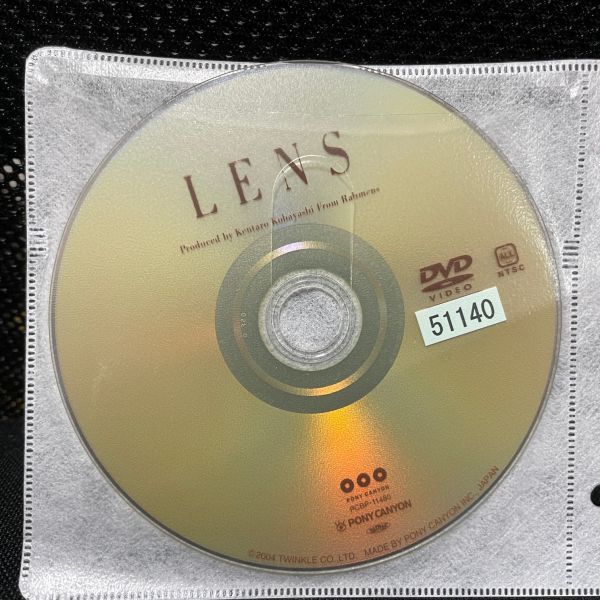 LENS
Produced by Kentaro Kobayashi From Rahmens
DVD
VIDEO
ALL
NTSC
51140
PONY CANYON
PCBP-11480
PONY CANYON
©2004 TWINKLE CO.,LTD. MADE BY PONY CANYON INC. JAPAN